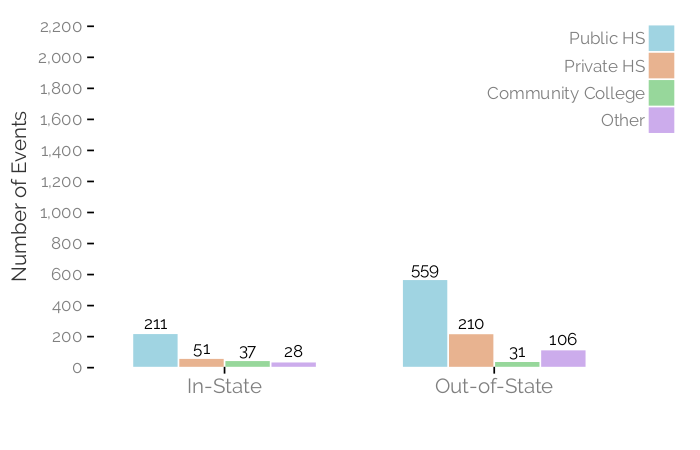 Number of Events
2,200
2,000
1,800
1,600
1,400
1,200
1,000
800
600
400
200
0
Public HS
Private HS
Community College
Other
211
51
37
28
559
210
31
106
In-State
Out-of-State